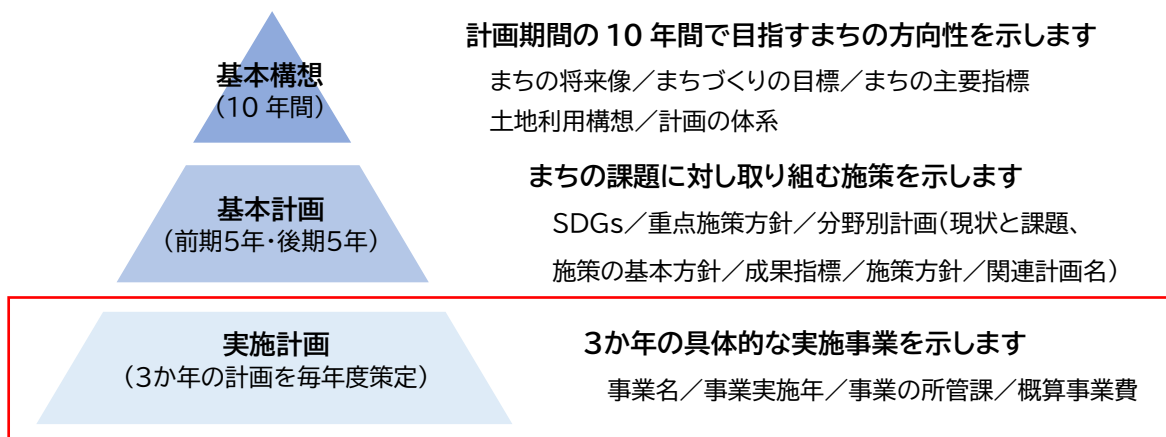 基本構想
（10 年間）
計画期間の 10 年間で目指すまちの方向性を示します
まちの将来像／まちづくりの目標／まちの主要指標
土地利用構想／計画の体系
基本計画
（前期5年・後期5年）
まちの課題に対し取り組む施策を示します
SDGs／重点施策方針／分野別計画（現状と課題、
施策の基本方針／成果指標／施策方針／関連計画名）
実施計画
（3か年の計画を毎年度策定）
3か年の具体的な実施事業を示します
事業名／事業実施年／事業の所管課／概算事業費